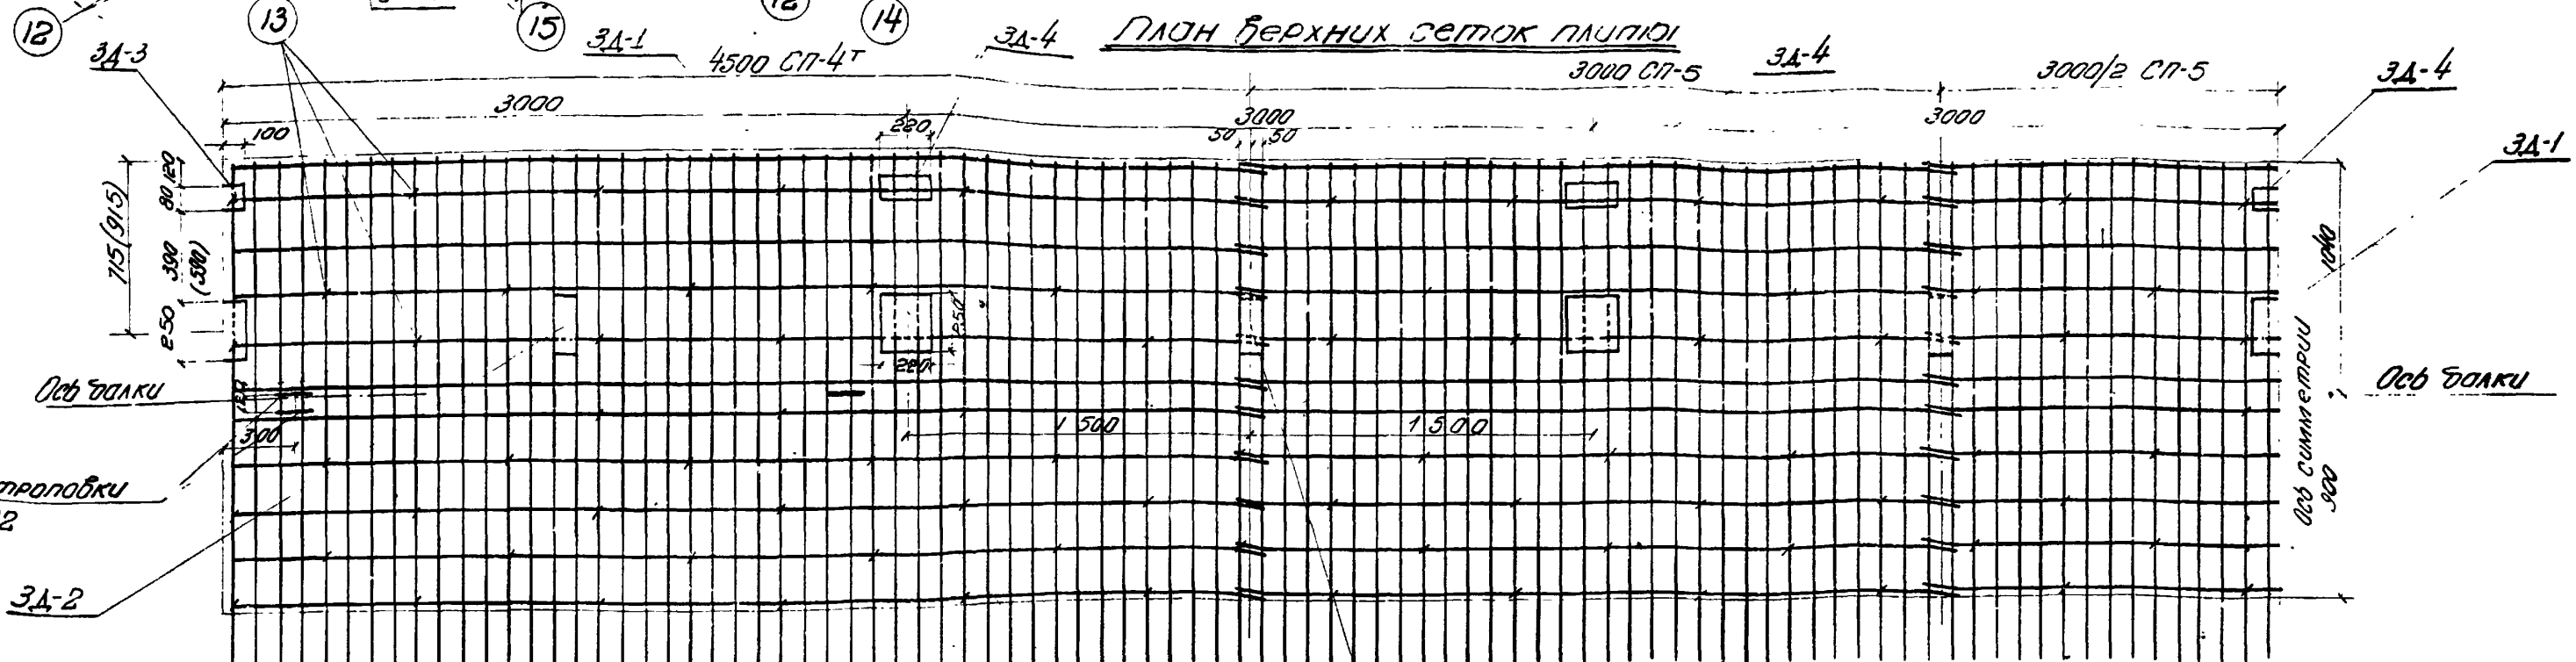 12
13
15
12
14
План верхних сеток плиты
ЗД-3
ЗД-1
4500 СП-4т
ЗД-4
3000 СП-5
ЗД-4
3000/2 СП-5
ЗД-4
3000
220
3000
3000
100
50
50
ЗД-1
120
80
715(915)
390
(590)
250
250
220
1040
Ось балки
Ось балки
300
1500
1500
Ось симметрии
900
троповки
2
ЗД-2